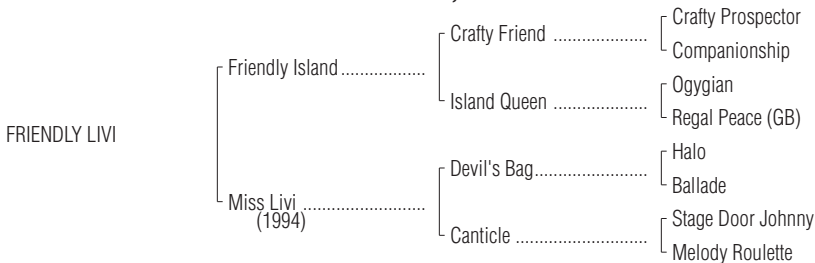 Crafty Prospector
Crafty Friend ....................
Companionship
Friendly Island ..................
Ogygian
Island Queen ....................
Regal Peace (GB)
FRIENDLY LIVI
Halo
Devil's Bag........................
Ballade
Miss Livi ..........................
(1994)
Stage Door Johnny
Canticle ............................
Melody Roulette